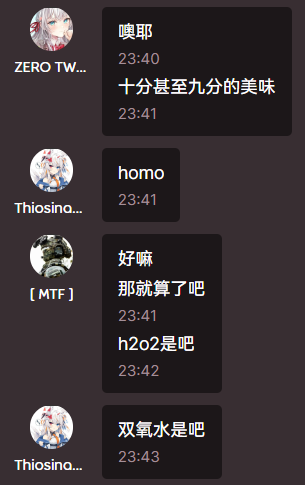 噢耶
23:40
ZERO TW...
十分甚至九分的美味
23:41
homo
23:41
Thiosina...
好嘛
那就算了吧
[ MTF ]
23:41
h2o2是吧
23:42
双氧水是吧
23:43
Thiosina...